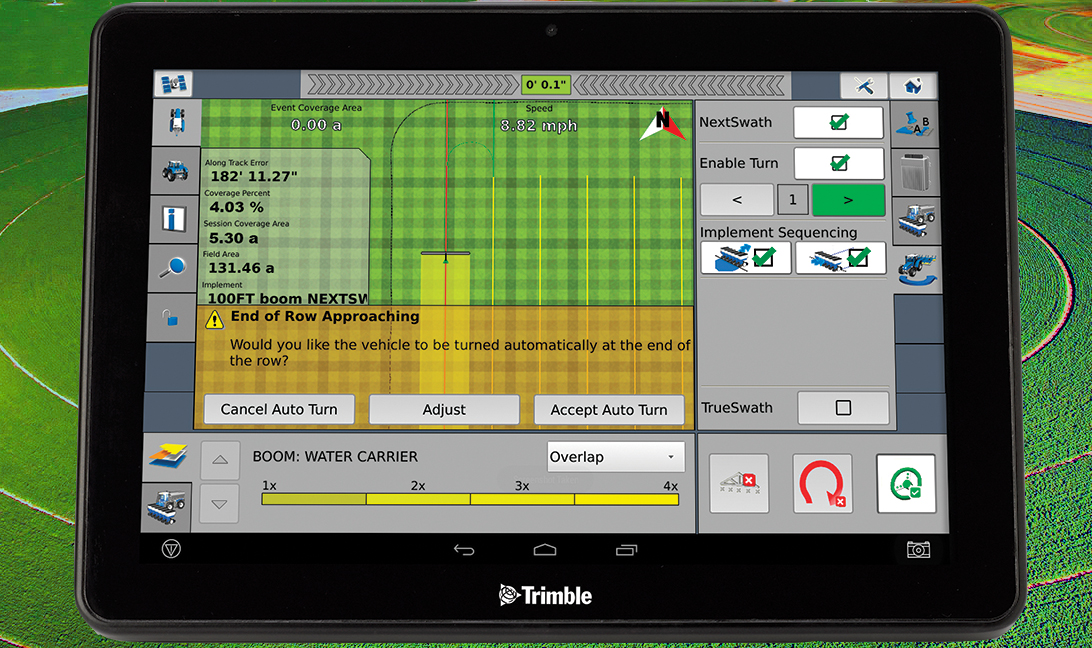 0' 0.1"
Event Coverage Area
0.00 a
Speed
8.82 mph
N
Along Track Error
182' 11.27"
Coverage Percent
4.03 %
Session Coverage Area
5.30 a
Field Area
131.46 a
Implement
100FT boom NEXTSW
End of Row Approaching
Would you like the vehicle to be turned automatically at the end of
the row?
Cancel Auto Turn
Adjust
Accept Auto Turn
NextSwath
Enable Turn
<
1
>
Implement Sequencing
TrueSwath
A B
BOOM: WATER CARRIER
Overlap
1x
2x
3x
4x
Trimble